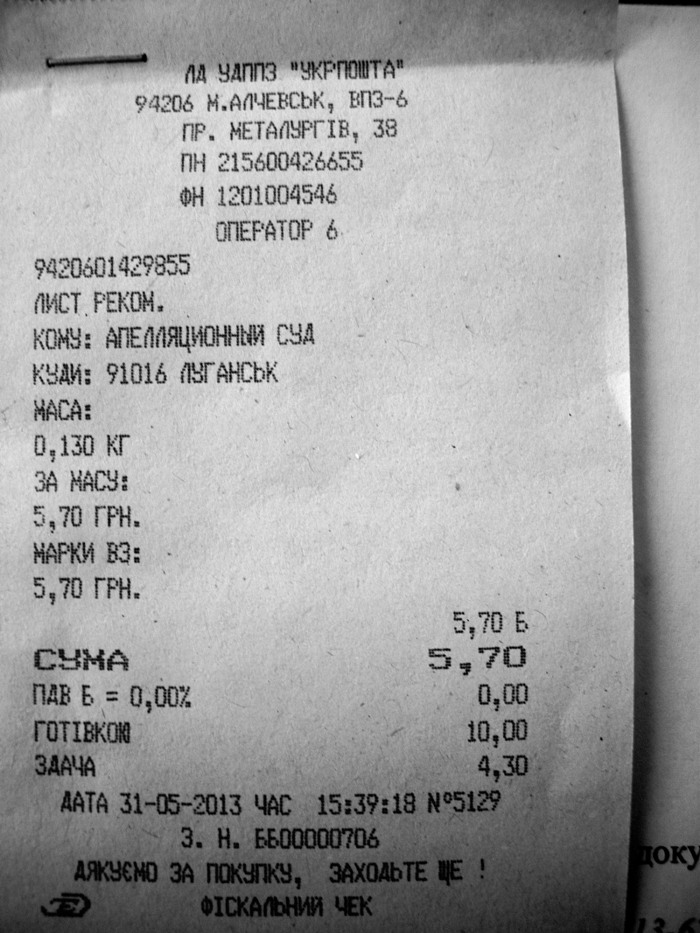 ЛД УДППЗ "УКРПОШТА"
94206 М.АЛЧЕВСЬК, ВПЗ-6
ПР. МЕТАЛУРГІВ, 38
ПН 215600426655
ФН 1201004546
ОПЕРАТОР 6
9420601429855
ЛИСТ РЕКОМ.
КОМУ: АПЕЛЛЯЦИОННЫЙ СУД
КУДИ: 91016 ЛУГАНСЬК
МАСА:
0,130 КГ
ЗА МАСУ:
5,70 ГРН.
МАРКИ ВЗ:
5,70 ГРН.
5,70 Б
СУМА 5,70
ПДВ Б = 0,00% 0,00
ГОТІВКОЮ 10,00
ЗДАЧА 4,30
ДАТА 31-05-2013 ЧАС 15:39:18 №5129
З. Н. ББ00000706
ДЯКУЄМО ЗА ПОКУПКУ, ЗАХОДЬТЕ ЩЕ !
ФІСКАЛЬНИЙ ЧЕК